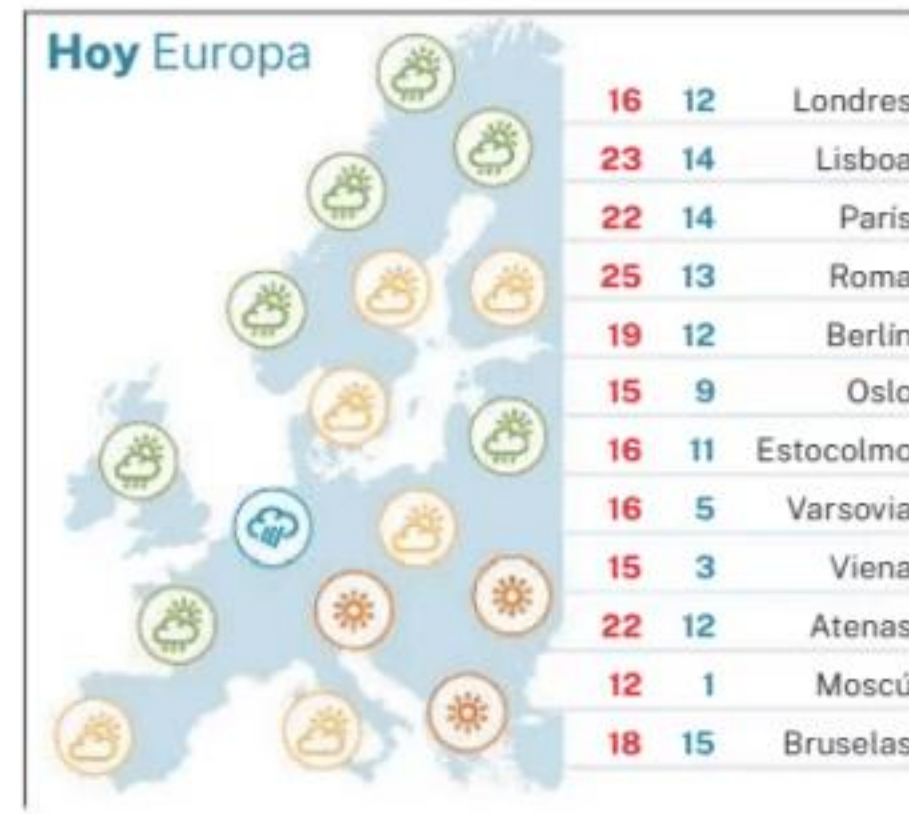 Hoy Europa
16 12 Londres
23 14 Lisboa
22 14 París
25 13 Roma
19 12 Berlín
15 9 Oslo
16 11 Estocolmo
16 5 Varsovia
15 3 Viena
22 12 Atenas
12 1 Moscú
18 15 Bruselas